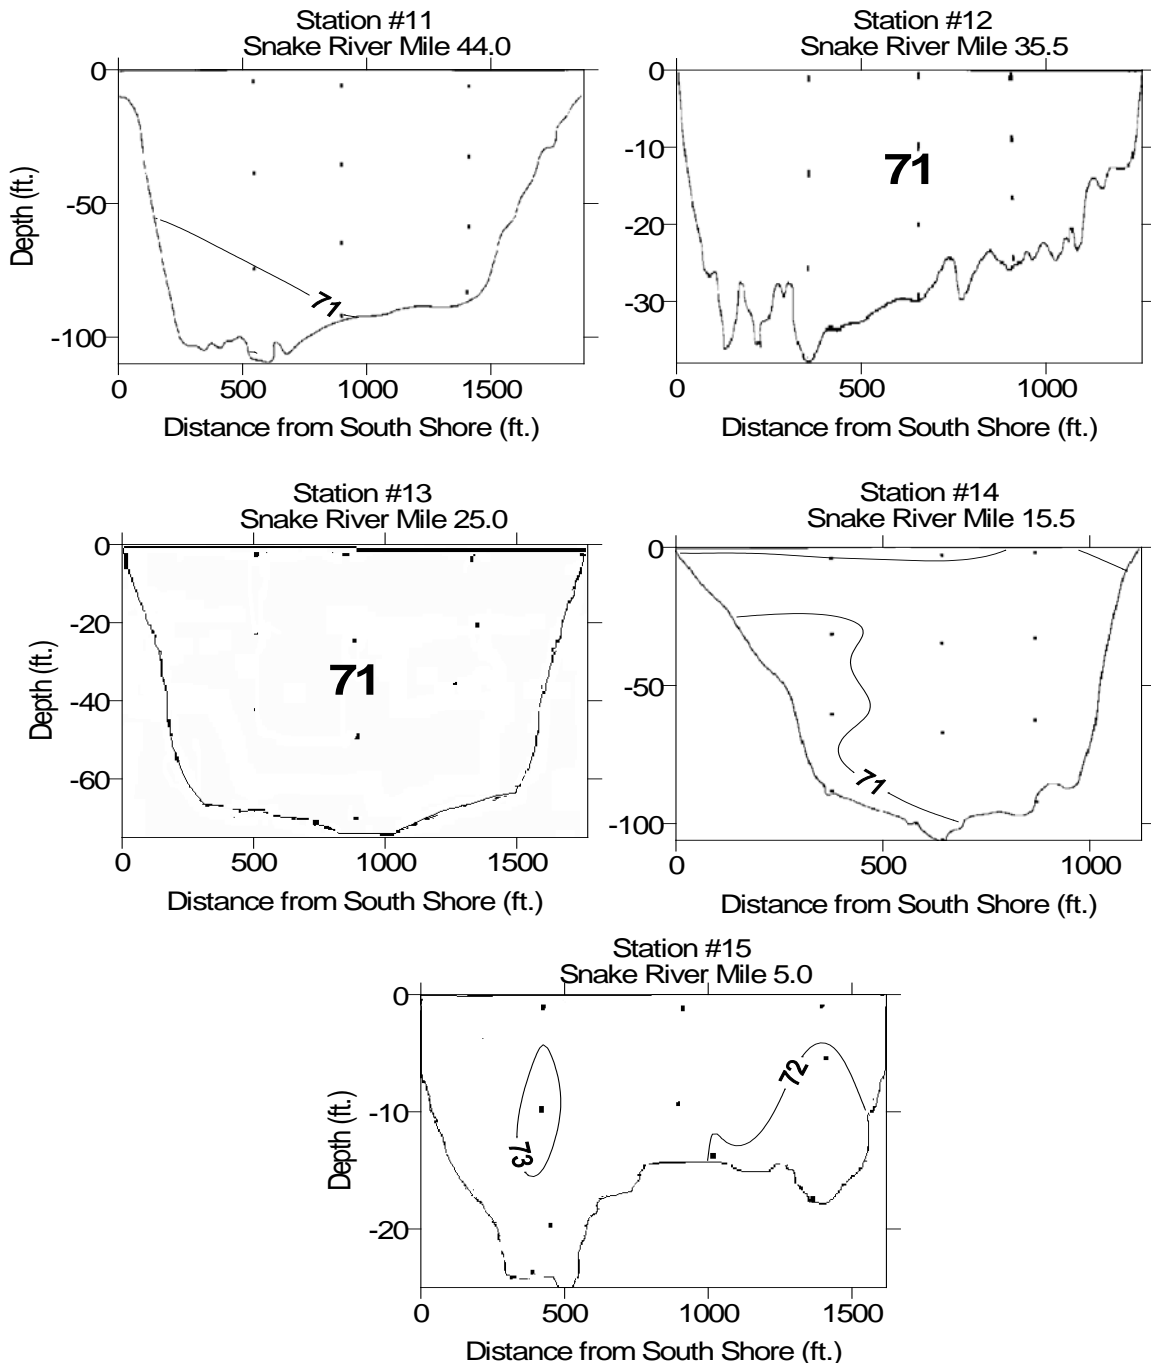 Station #11
Snake River Mile 44.0
0
-50
-100
Depth (ft.)
71
0 500 1000 1500
Distance from South Shore (ft.)
Station #12
Snake River Mile 35.5
0
-10
-20
-30
71
0 500 1000
Distance from South Shore (ft.)
Station #13
Snake River Mile 25.0
0
-20
-40
-60
Depth (ft.)
71
0 500 1000 1500
Distance from South Shore (ft.)
Station #14
Snake River Mile 15.5
0
-50
-100
71
0 500 1000
Distance from South Shore (ft.)
Station #15
Snake River Mile 5.0
0
-10
-20
Depth (ft.)
73
72
0 500 1000 1500
Distance from South Shore (ft.)